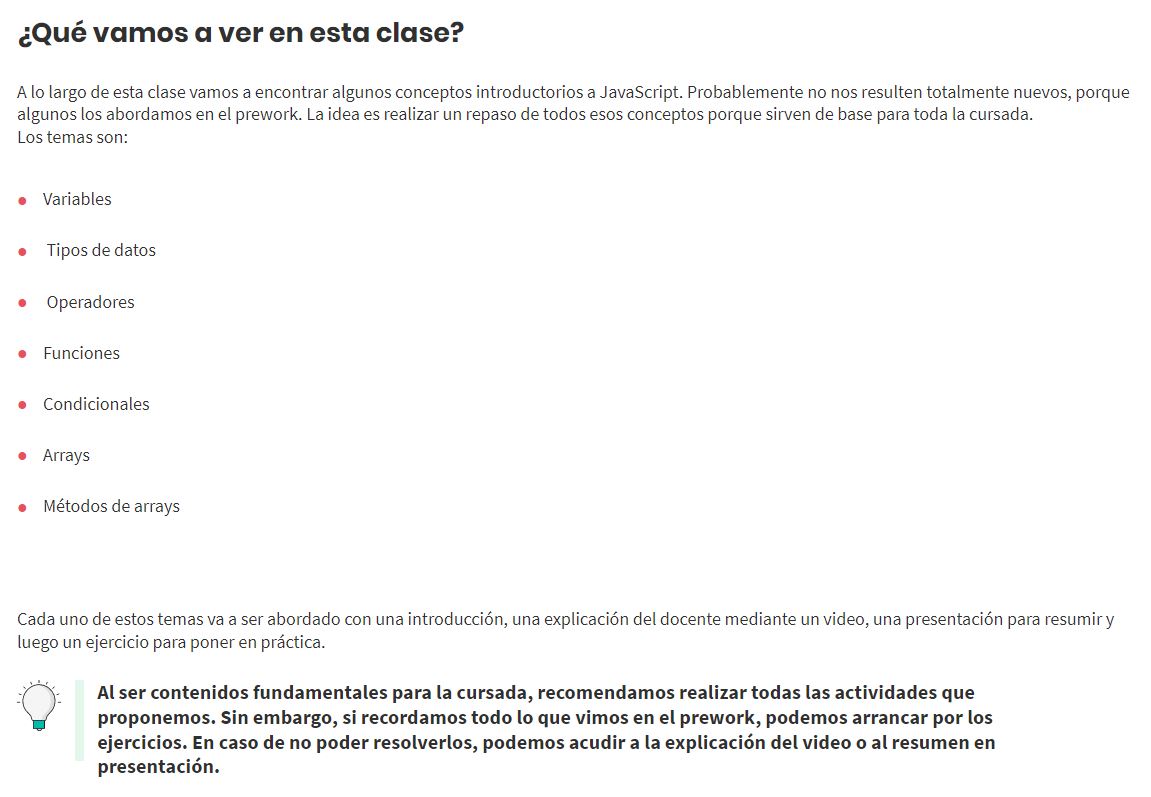 ¿Qué vamos a ver en esta clase?
A lo largo de esta clase vamos a encontrar algunos conceptos introductorios a JavaScript. Probablemente no nos resulten totalmente nuevos, porque
algunos los abordamos en el prework. La idea es realizar un repaso de todos esos conceptos porque sirven de base para toda la cursada.
Los temas son:
Variables
Tipos de datos
Operadores
Funciones
Condicionales
Arrays
Métodos de arrays
Cada uno de estos temas va a ser abordado con una introducción, una explicación del docente mediante un video, una presentación para resumir y
luego un ejercicio para poner en práctica.
Al ser contenidos fundamentales para la cursada, recomendamos realizar todas las actividades que
proponemos. Sin embargo, si recordamos todo lo que vimos en el prework, podemos arrancar por los
ejercicios. En caso de no poder resolverlos, podemos acudir a la explicación del video o al resumen en
presentación.